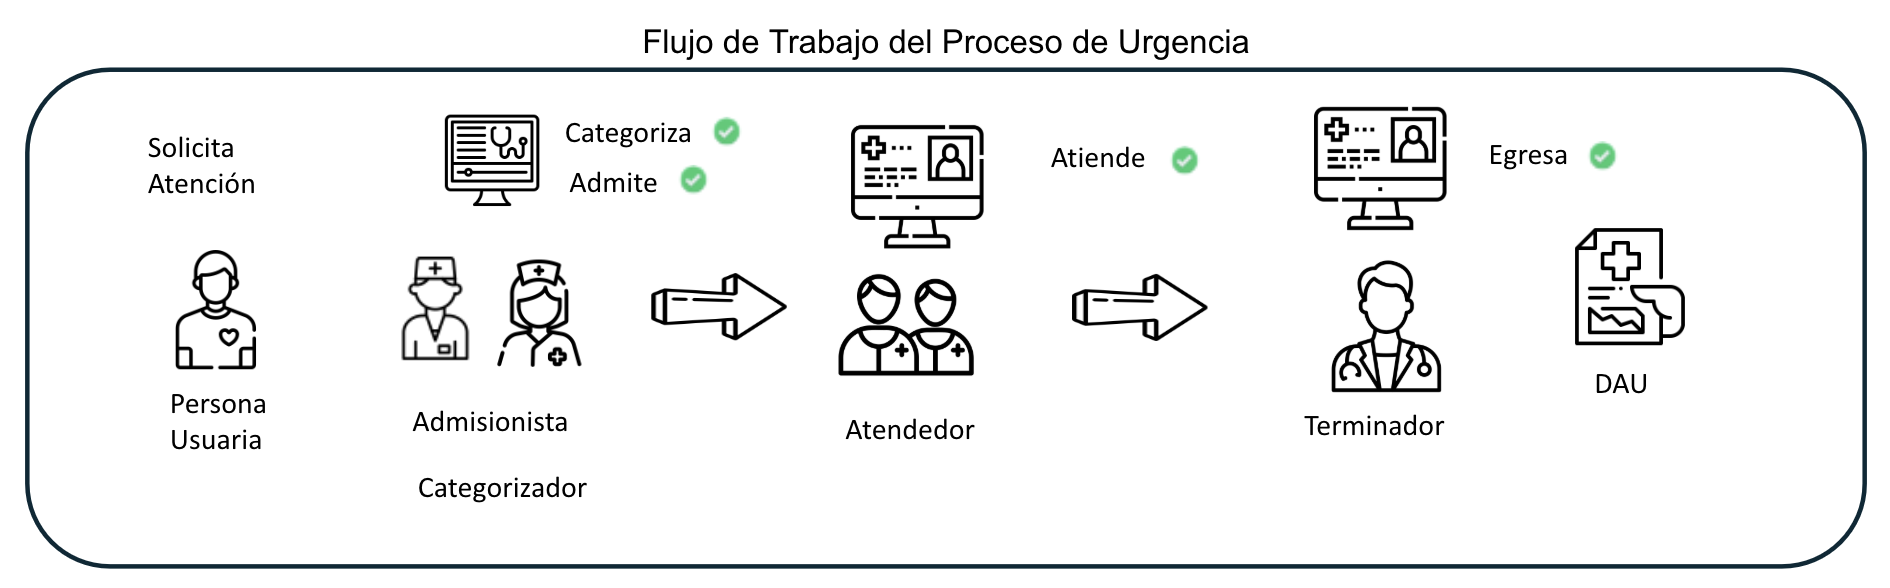 Flujo de Trabajo del Proceso de Urgencia
Solicita
Atención
Persona
Usuaria
Categoriza
Admite
Admisionista
Categorizador
Atendedor
Atiende
Terminador
Egresa
DAU